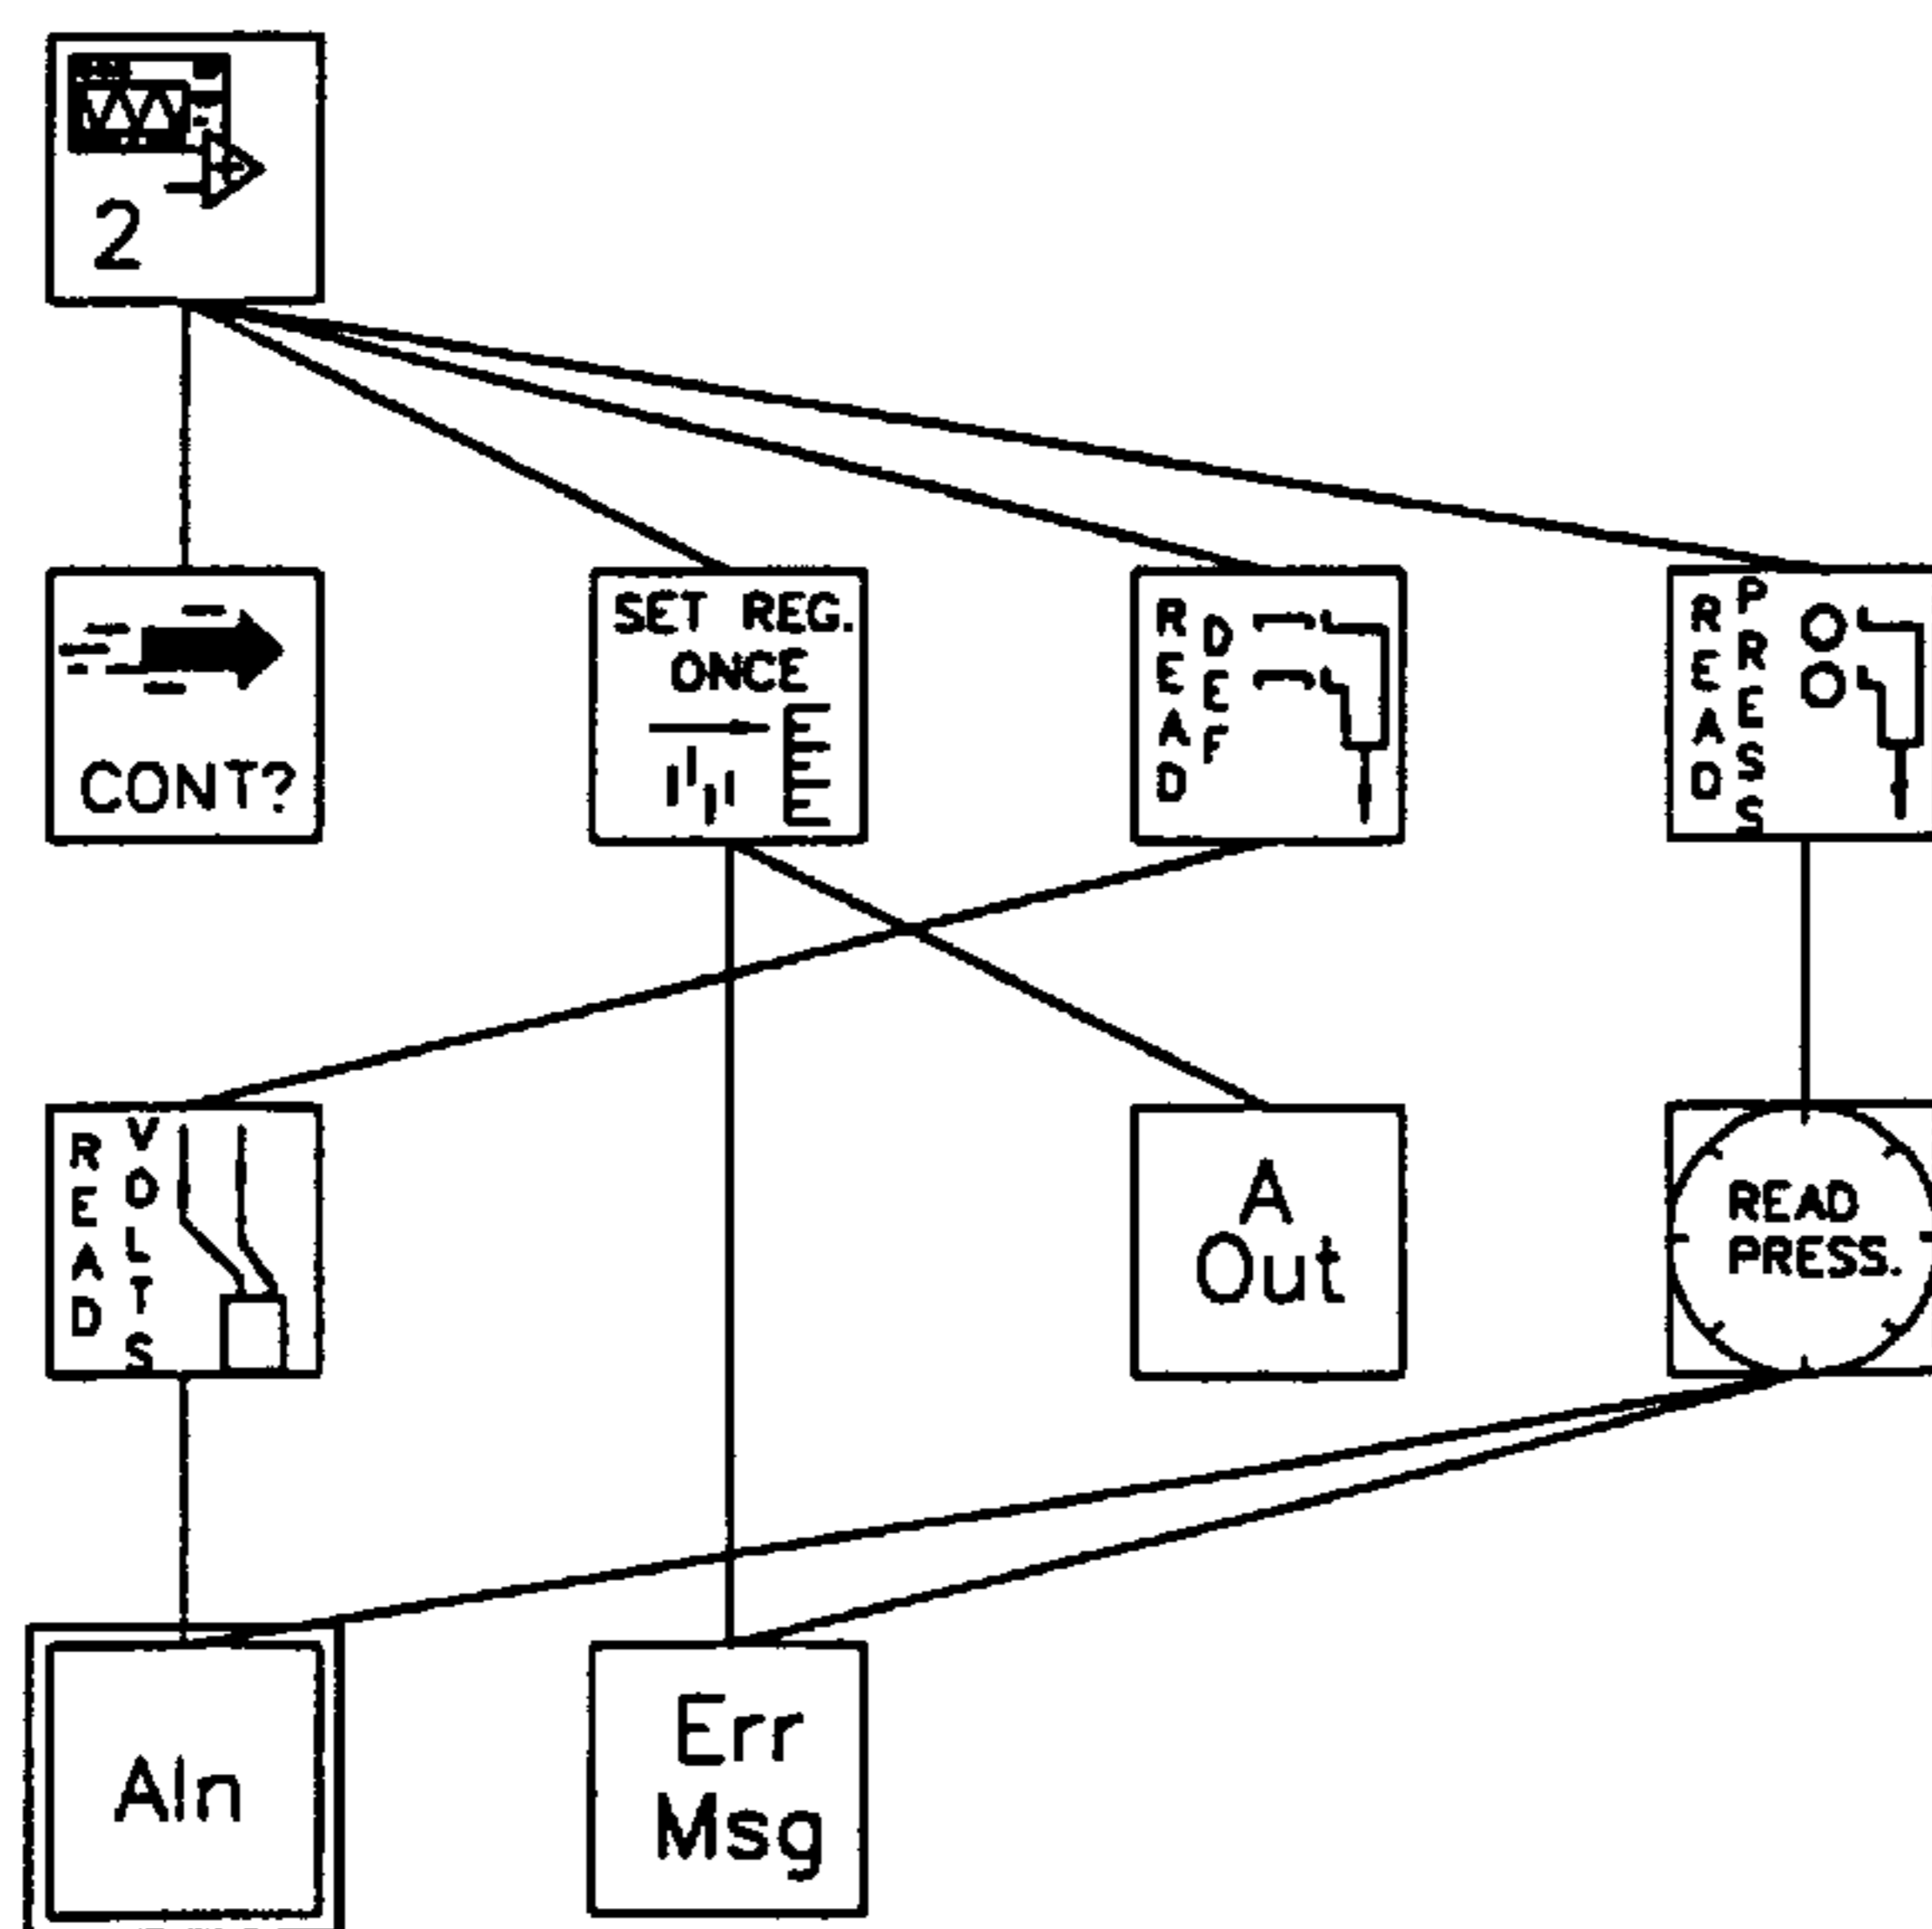 2
CONT?
SET REG.
ONCE
READ
DEF
READ
PRESS
READ
VOLTS
A
Out
READ
PRESS.
AIn
Err
Msg